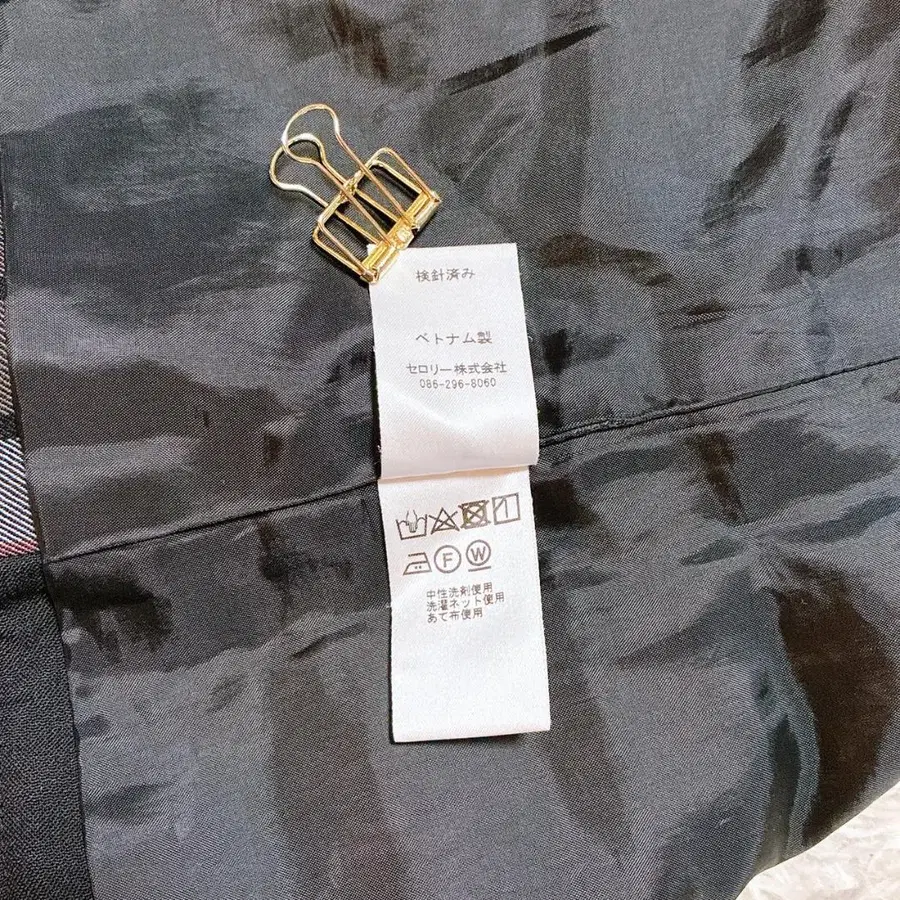 検針済み
ベトナム製
セロリー株式会社
086-296-8060
F W
中性洗剤使用
洗濯ネット使用
あて布使用